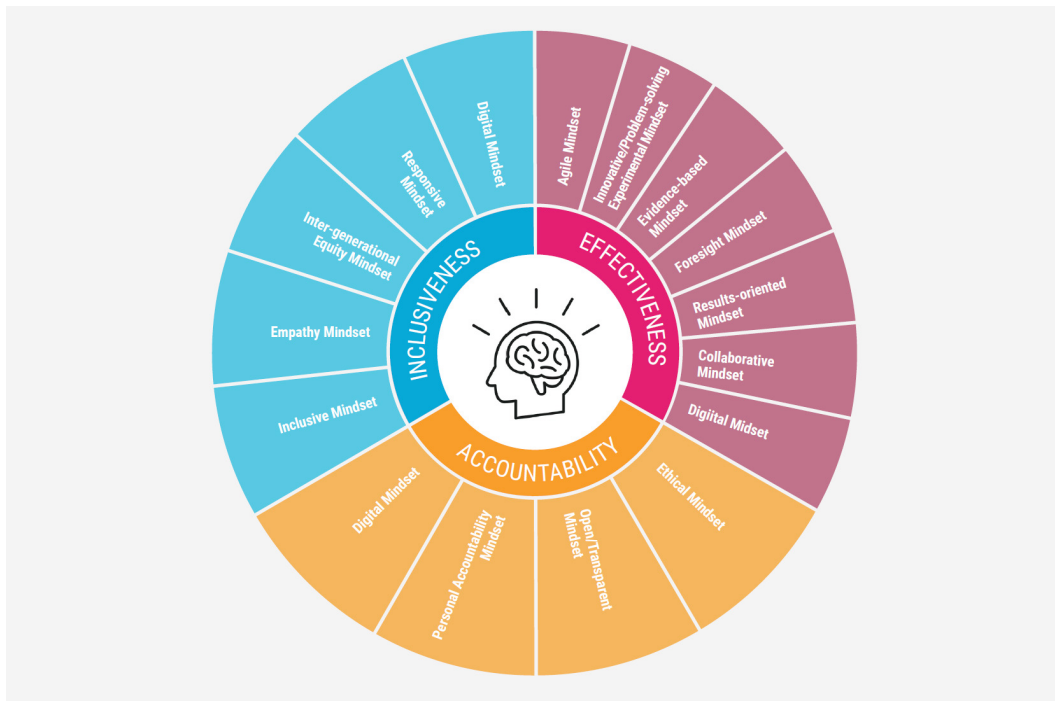 EFFECTIVENESS
Agile Mindset
Innovative/Problem-solving
Experimental Mindset
Evidence-based
Mindset
Foresight Mindset
Results-oriented
Mindset
Collaborative
Mindset
Digiital Midset
ACCOUNTABILITY
Ethical Mindset
Open/Transparent
Mindset
Personal Accountability
Mindset
Digital Mindset
INCLUSIVENESS
Inclusive Mindset
Empathy Mindset
Inter-generational
Equity Mindset
Responsive
Mindset
Digital Mindset